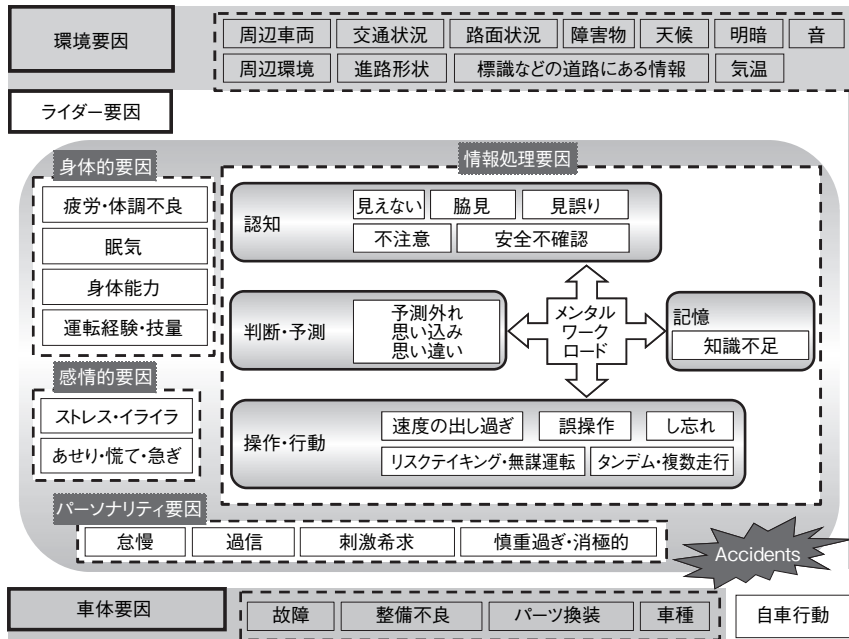 環境要因
周辺車両 交通状況 路面状況 障害物 天候 明暗 音
周辺環境 進路形状 標識などの道路にある情報 気温
ライダー要因
身体的要因
疲労・体調不良
眠気
身体能力
運転経験・技量
感情的要因
ストレス・イライラ
あせり・慌て・急ぎ
情報処理要因
認知
見えない 脇見 見誤り
不注意 安全不確認
判断・予測
予測外れ
思い込み
思い違い
メンタル
ワーク
ロード
記憶
知識不足
操作・行動
速度の出し過ぎ 誤操作 し忘れ
リスクテイキング・無謀運転 タンデム・複数走行
パーソナリティ要因
怠慢 過信 刺激希求 慎重過ぎ・消極的
Accidents
車体要因
故障 整備不良 パーツ換装 車種
自車行動